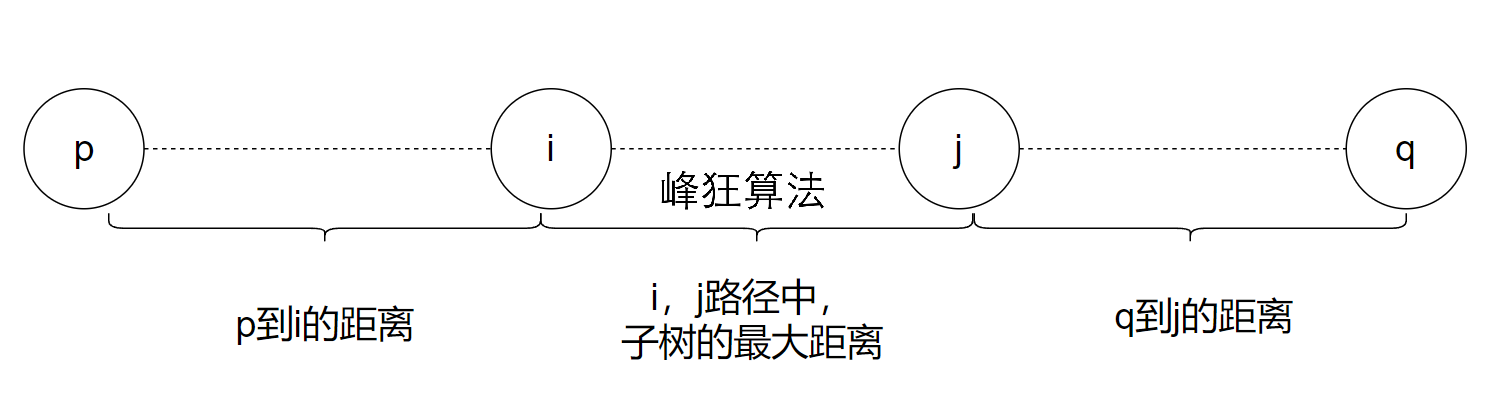 p
i
j
q
峰狂算法
p到i的距离
i，j路径中，
子树的最大距离
q到j的距离